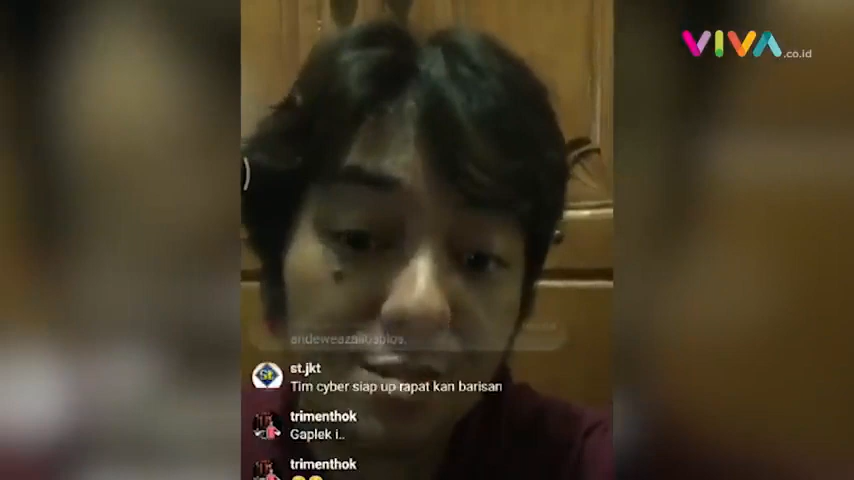 VIVA.co.id
st.jkt
Tim cyber siap up rapat kan barisan
trimenthok
Gaplek i..
trimenthok